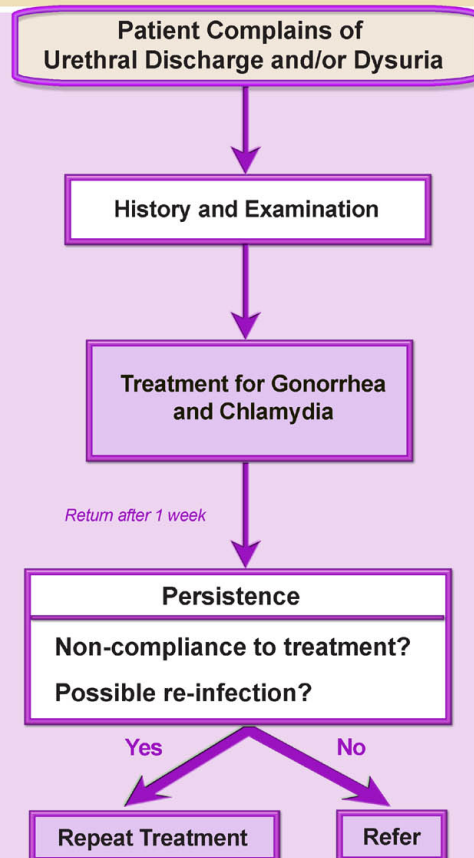 Patient Complains of
Urethral Discharge and/or Dysuria
History and Examination
Treatment for Gonorrhea
and Chlamydia
Return after 1 week
Persistence
Non-compliance to treatment?
Possible re-infection?
Yes
No
Repeat Treatment
Refer